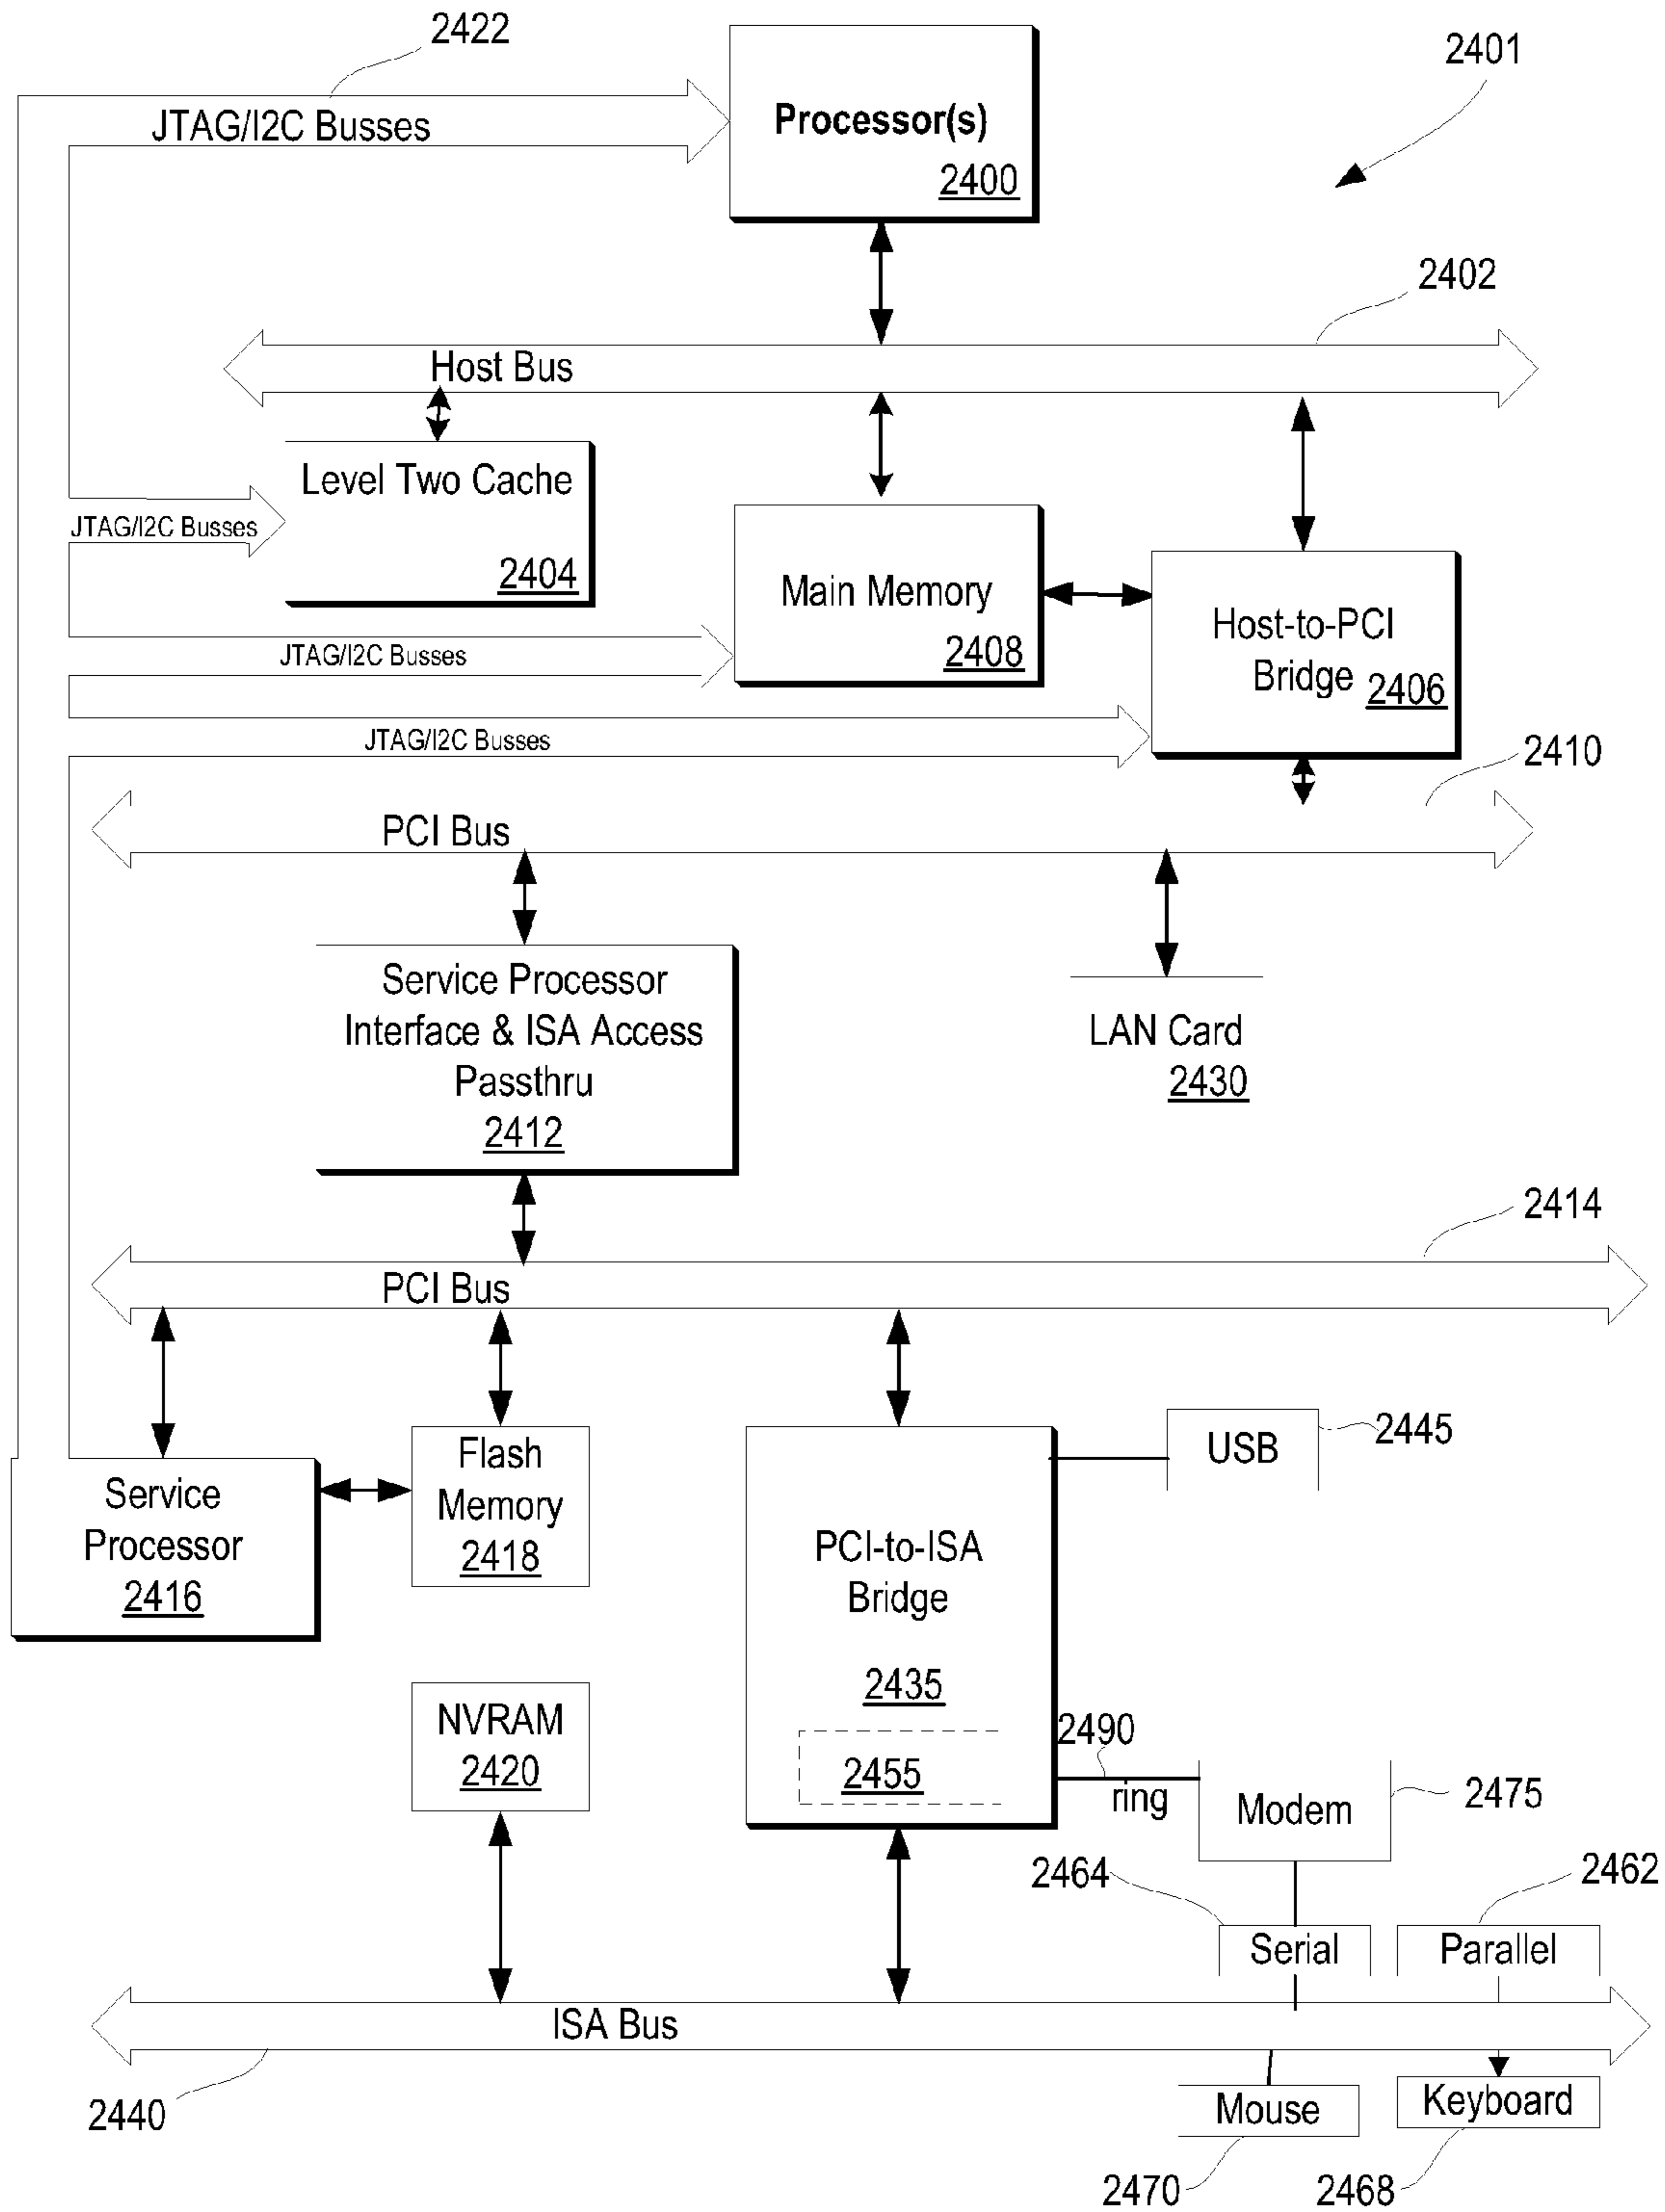 2422
2401
JTAG/I2C Busses
Processor(s)
2400
2402
Host Bus
Level Two Cache
2404
JTAG/I2C Busses
Main Memory
2408
Host-to-PCI
Bridge 2406
JTAG/I2C Busses
JTAG/I2C Busses
2410
PCI Bus
Service Processor
Interface & ISA Access
Passthru
2412
LAN Card
2430
2414
PCI Bus
Service
Processor
2416
Flash
Memory
2418
PCI-to-ISA
Bridge
2435
2455
USB
2445
NVRAM
2420
2490
ring
Modem
2475
2464
2462
Serial
Parallel
ISA Bus
2440
Mouse
Keyboard
2470
2468